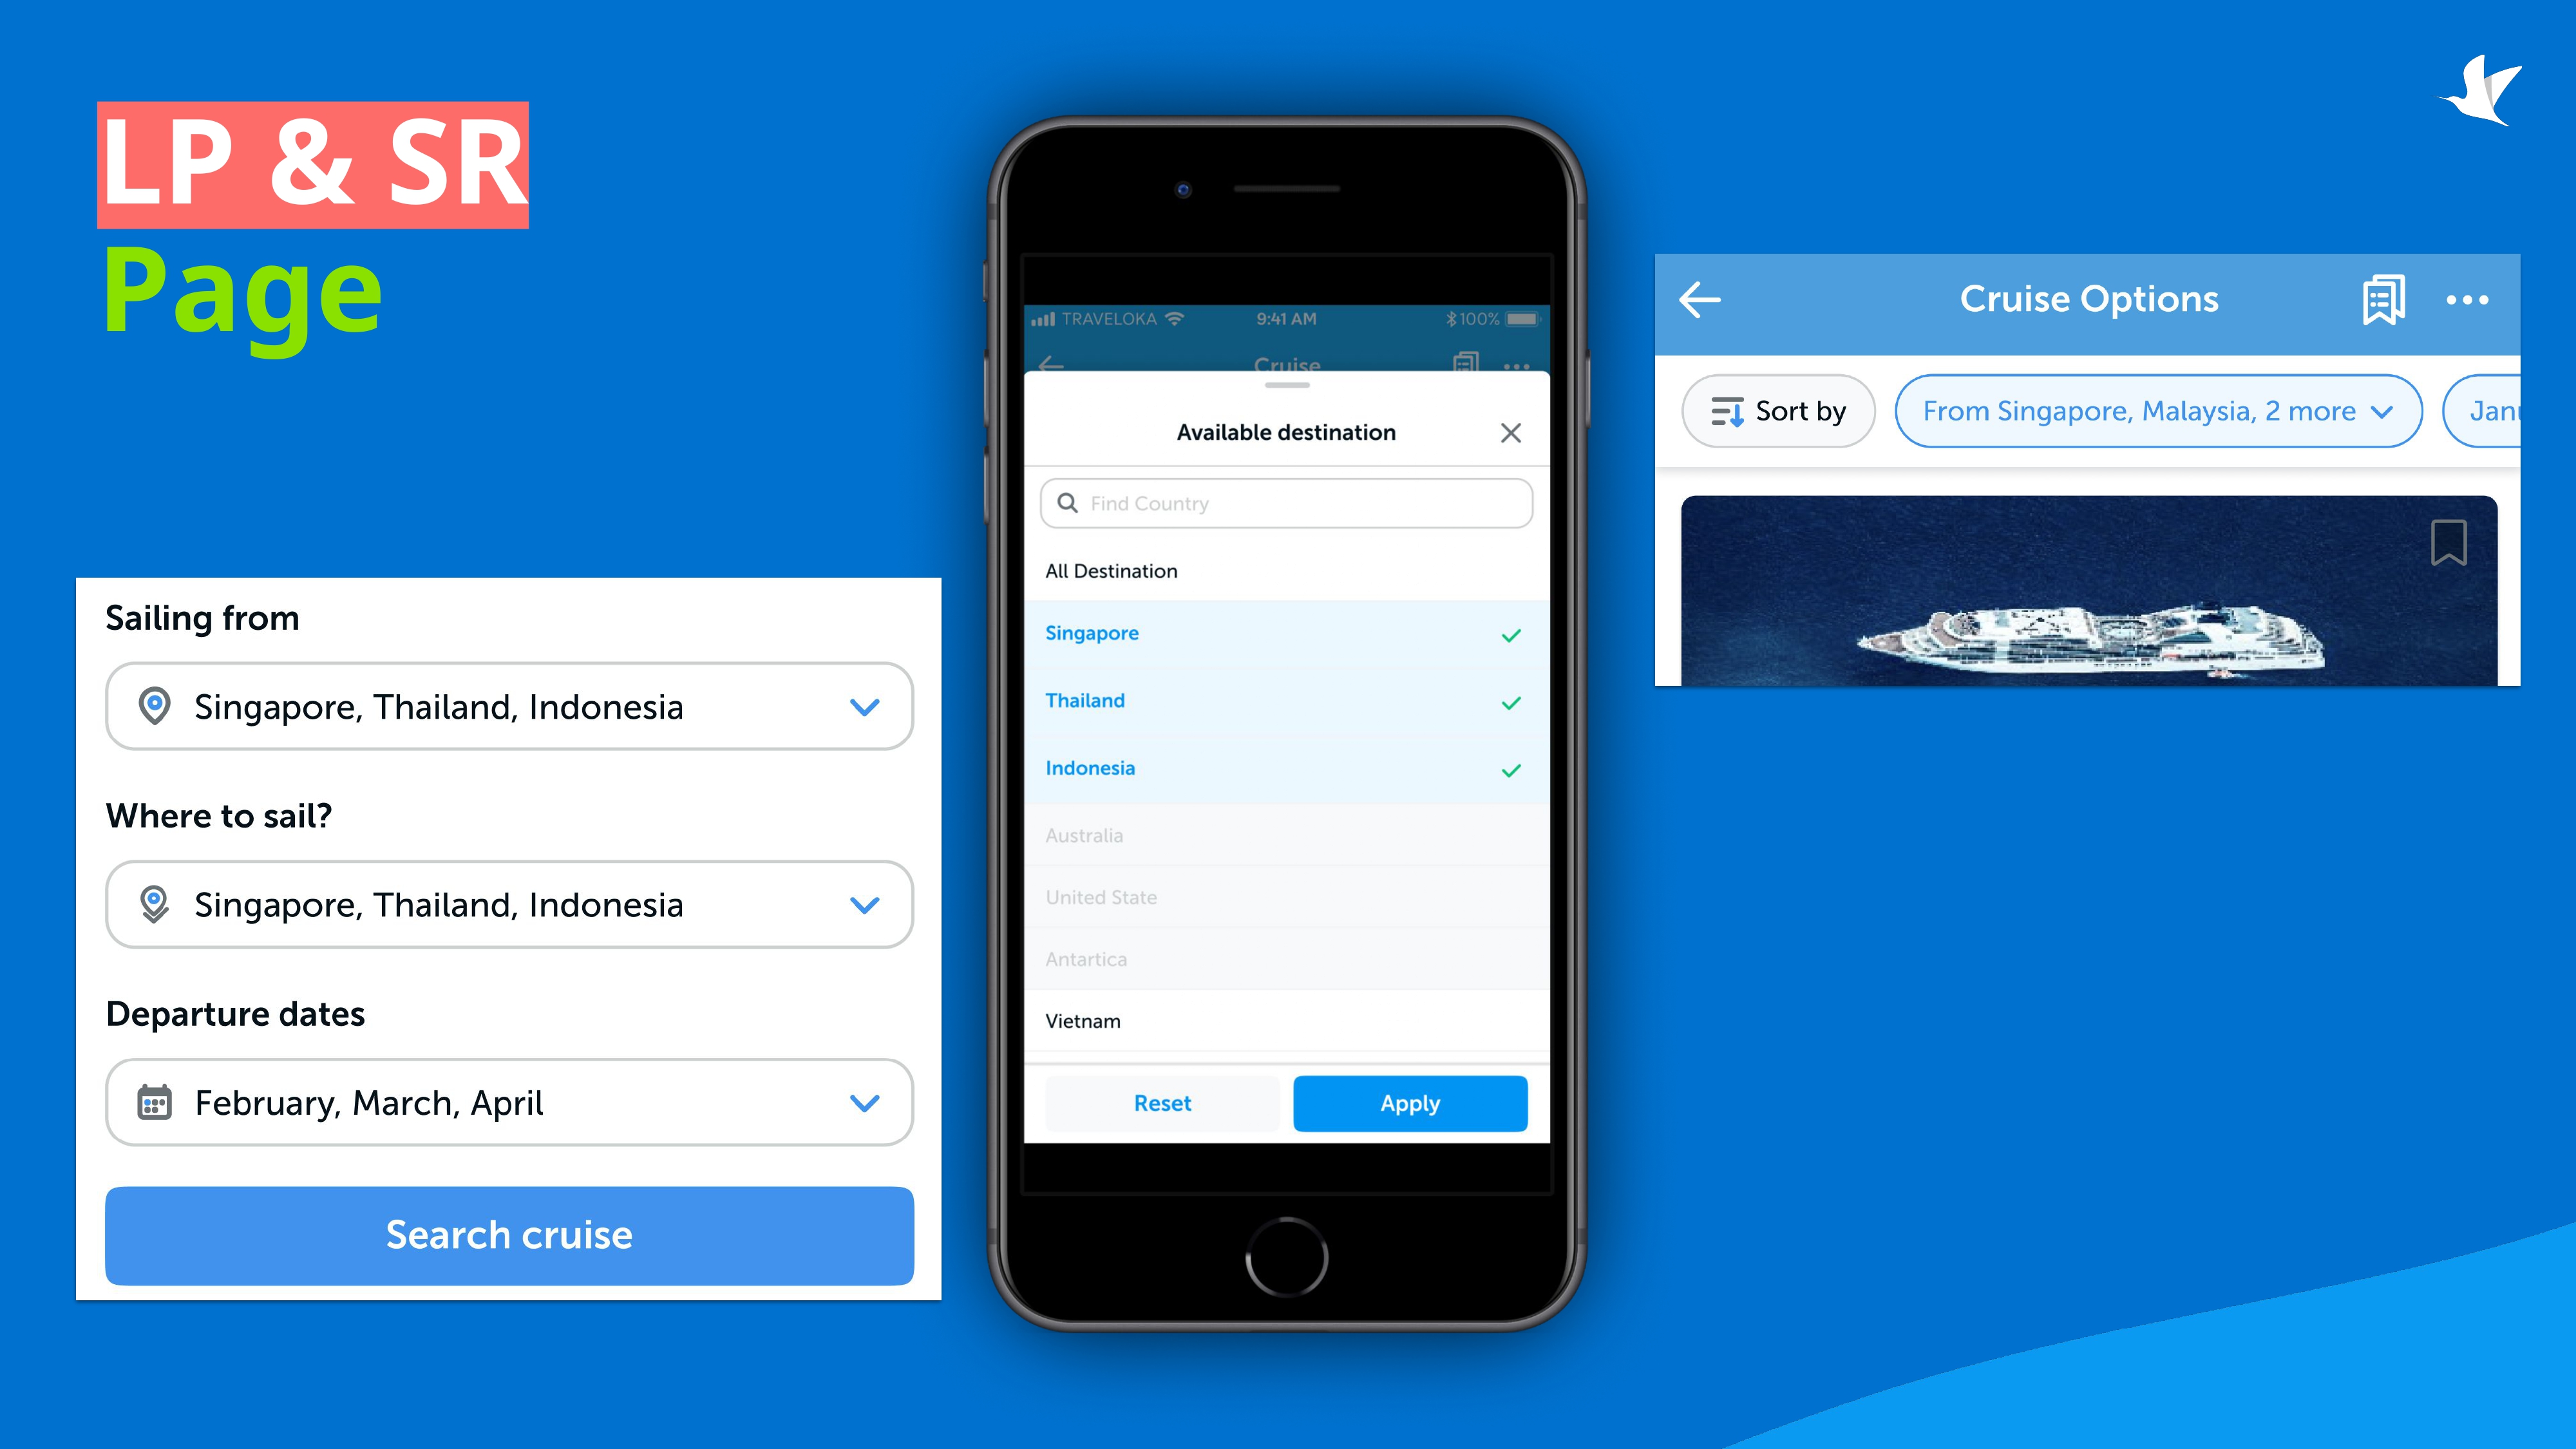 LP & SR
Page
Sailing from
Singapore, Thailand, Indonesia
Where to sail?
Singapore, Thailand, Indonesia
Departure dates
February, March, April
Search cruise
TRAVELOKA 9:41 AM 100%
Cruise
Available destination
Find Country
All Destination
Singapore
Thailand
Indonesia
Australia
United State
Antartica
Vietnam
Reset Apply
Cruise Options
Sort by From Singapore, Malaysia, 2 more Janu